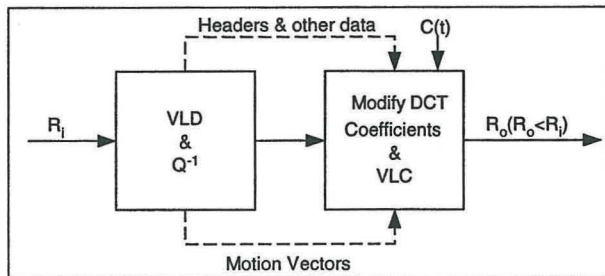 Headers & other data
C(t)
R_i
VLD
&
Q^-1
Modify DCT
Coefficients
&
VLC
R_o(R_o<R_i)
Motion Vectors